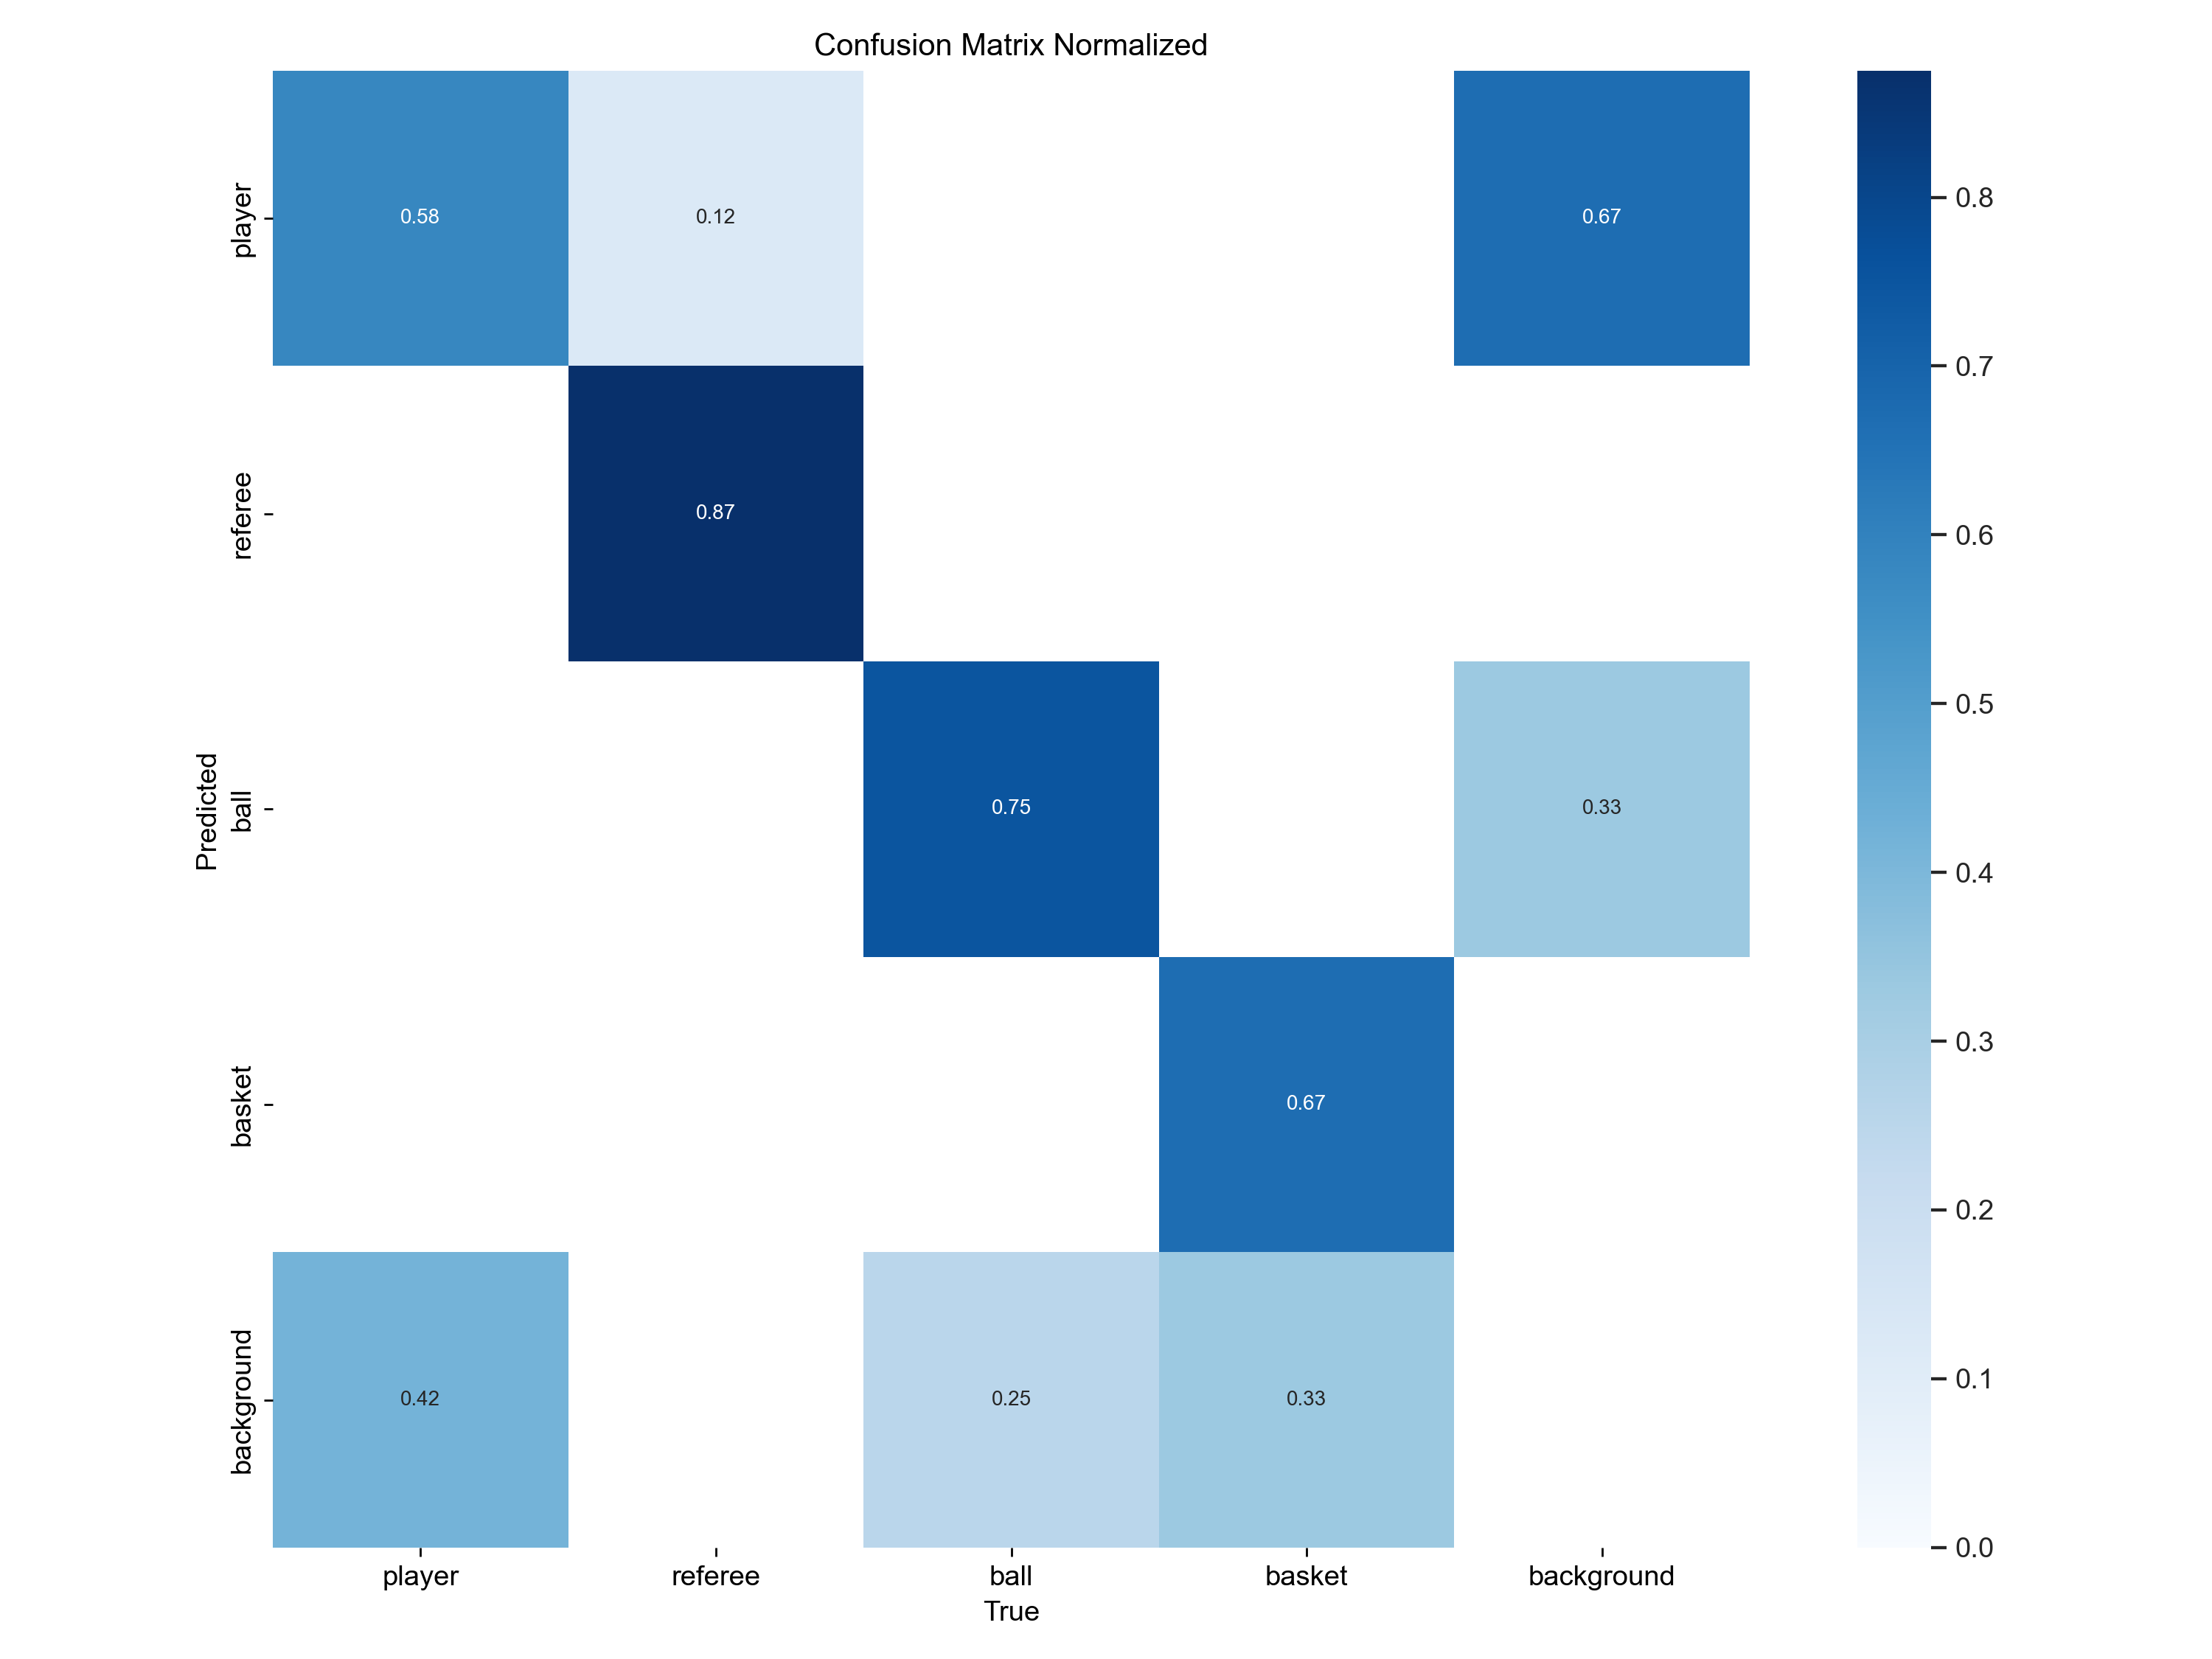 Confusion Matrix Normalized
player
0.58
0.12
0.67
referee
0.87
Predicted
ball
0.75
0.33
basket
0.67
background
0.42
0.25
0.33
player
referee
ball
basket
background
True
0.8
0.7
0.6
0.5
0.4
0.3
0.2
0.1
0.0